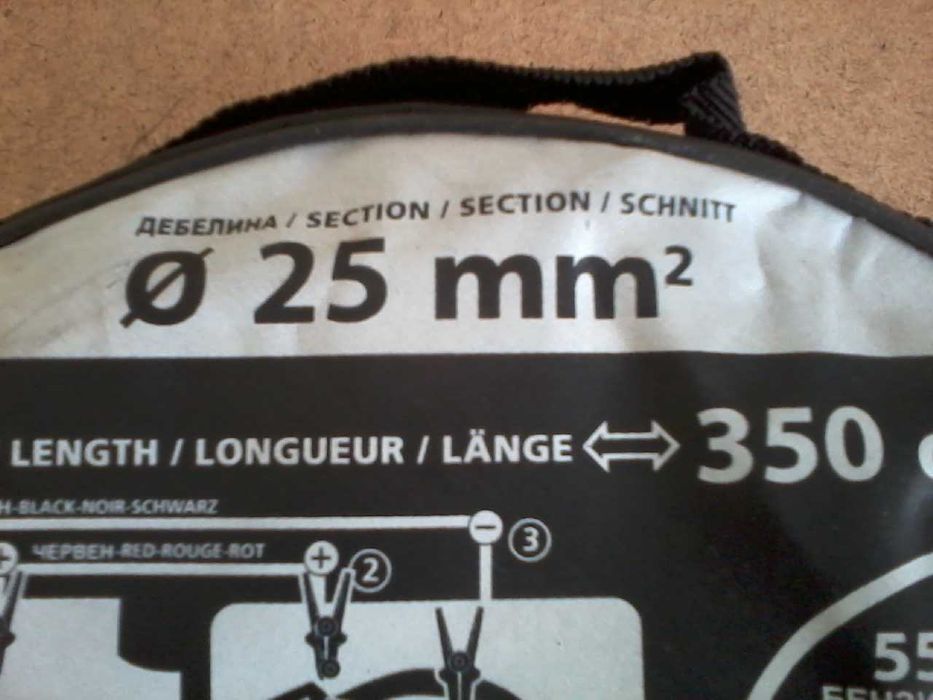 ДЕБЕЛИНА / SECTION / SECTION / SCHNITT
Ø 25 mm²
LENGTH / LONGUEUR / LÄNGE ⇔ 350
-BLACK-NOIR-SCHWARZ
− 3
ЧЕРВЕН-RED-ROUGE-ROT
+ + 2
55